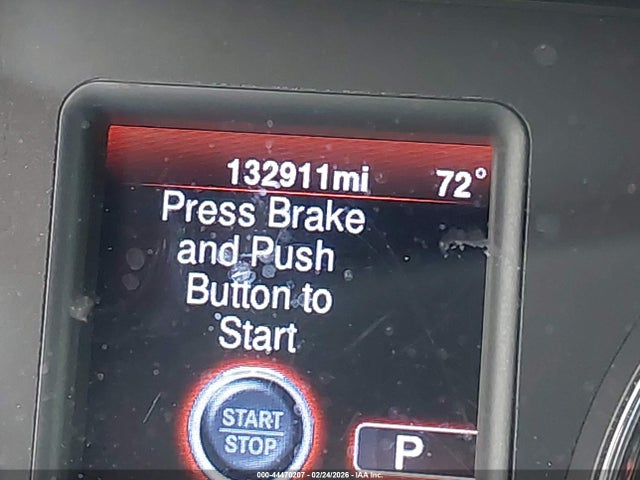 132911mi 72°
Press Brake
and Push
Button to
Start
START
STOP
P
000-44470207 - 02/24/2026 - IAA Inc.